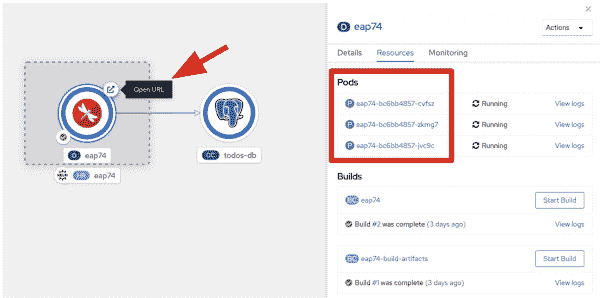 Open URL
D eap74
eap74
DC todos-db
D eap74
Actions
Details Resources Monitoring
Pods
P eap74-bc6bb4857-cvfsz Running View logs
P eap74-bc6bb4857-zkmg7 Running View logs
P eap74-bc6bb4857-jvc9c Running View logs
Builds
BC eap74 Start Build
Build #2 was complete (3 days ago) View logs
BC eap74-build-artifacts Start Build
Build #1 was complete (3 days ago) View logs